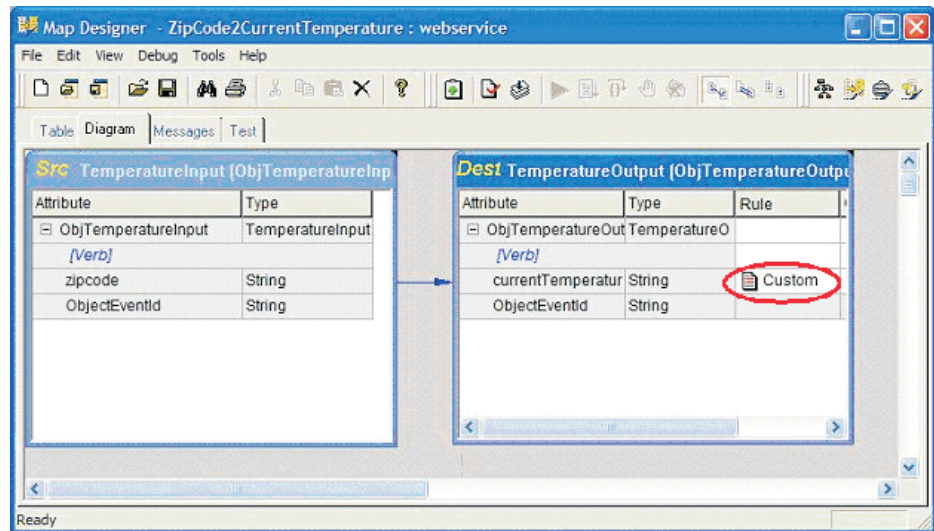 Map Designer - ZipCode2CurrentTemperature : webservice
File Edit View Debug Tools Help
Table Diagram Messages Test
Src TemperatureInput (ObjTemperatureInp
Attribute Type
ObjTemperatureInput TemperatureInput
[Verb]
zipcode String
ObjectEventId String
Dest TemperatureOutput (ObjTemperatureOutpu
Attribute Type Rule
ObjTemperatureOut TemperatureO
[Verb]
currentTemperatur String Custom
ObjectEventId String
Ready